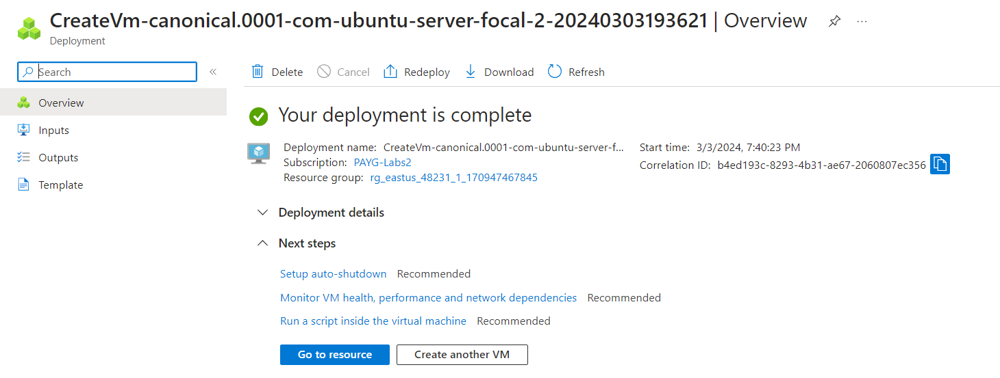 CreateVm-canonical.0001-com-ubuntu-server-focal-2-20240303193621 | Overview
Deployment
Search
«
Delete
Cancel
Redeploy
Download
Refresh
Overview
Inputs
Outputs
Template
Your deployment is complete
Deployment name: CreateVm-canonical.0001-com-ubuntu-server-f...
Subscription: PAYG-Labs2
Resource group: rg_eastus_48231_1_170947467845
Start time: 3/3/2024, 7:40:23 PM
Correlation ID: b4ed193c-8293-4b31-ae67-2060807ec356
Deployment details
Next steps
Setup auto-shutdown Recommended
Monitor VM health, performance and network dependencies Recommended
Run a script inside the virtual machine Recommended
Go to resource
Create another VM